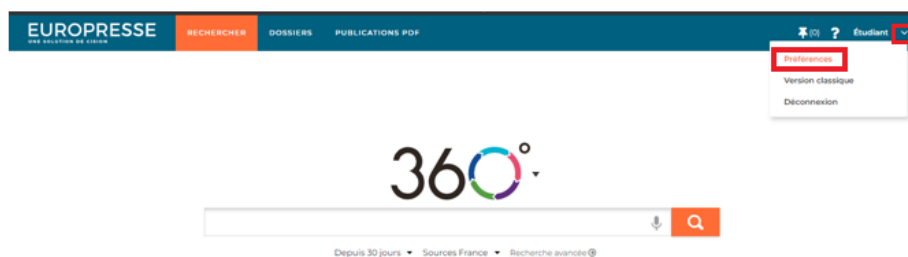 EUROPRESSE
UNE SOLUTION DE CISION
RECHERCHER DOSSIERS PUBLICATIONS PDF
(0) ? Étudiant
Préférences
Version classique
Déconnexion
360°
Depuis 30 jours Sources France Recherche avancée